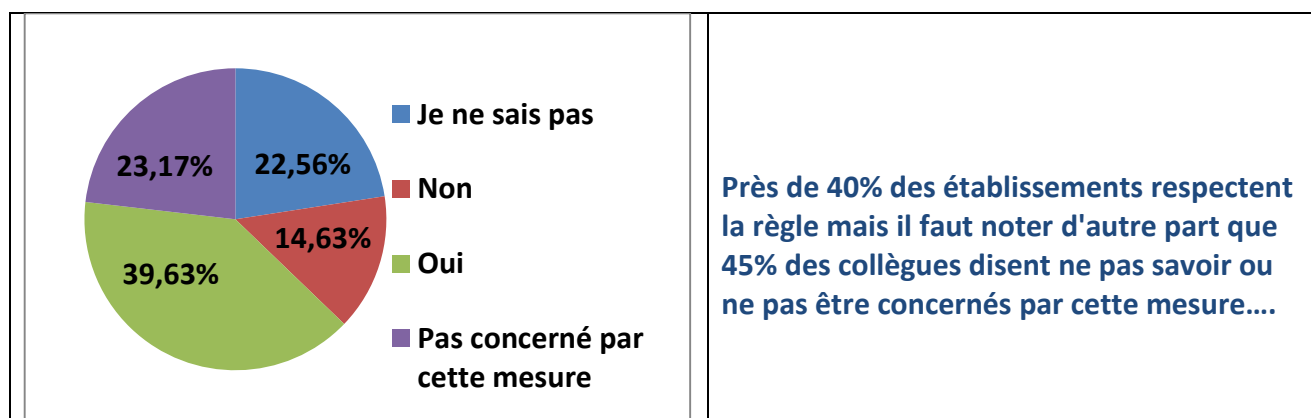 23,17%
22,56%
14,63%
39,63%
Je ne sais pas
Non
Oui
Pas concerné par
cette mesure
Près de 40% des établissements respectent
la règle mais il faut noter d'autre part que
45% des collègues disent ne pas savoir ou
ne pas être concernés par cette mesure....